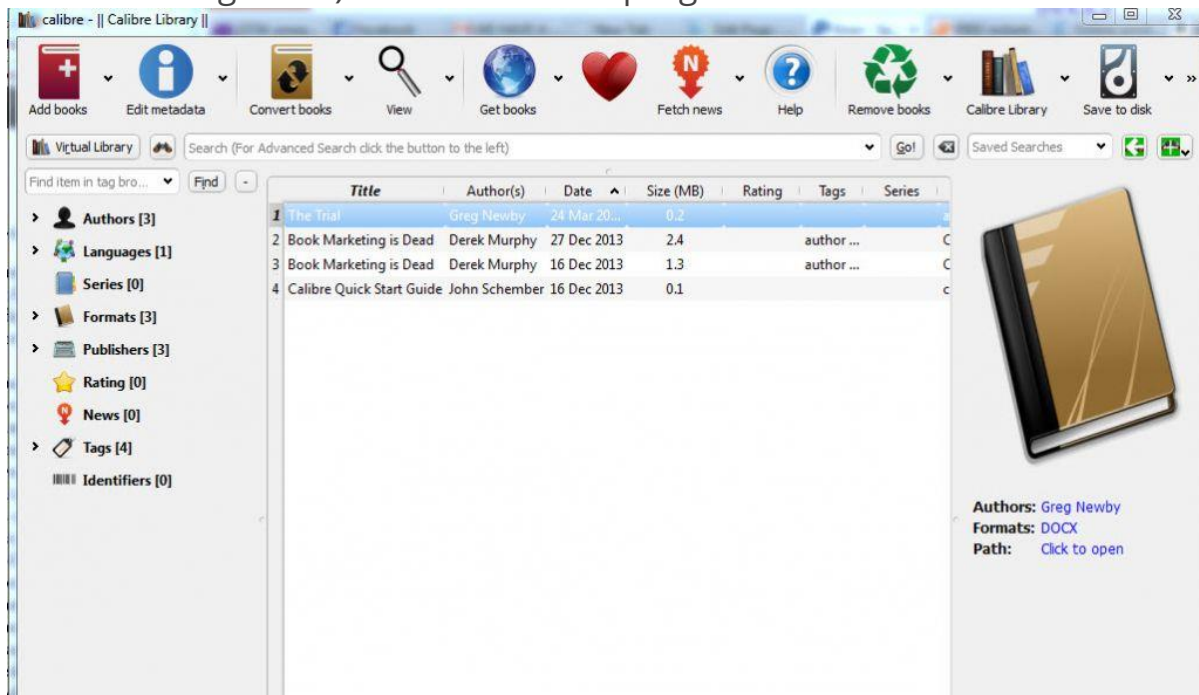 calibre - || Calibre Library ||
Add books Edit metadata Convert books View Get books Fetch news Help Remove books Calibre Library Save to disk
Virtual Library Search (For Advanced Search click the button to the left) Go! Saved Searches
Find item in tag bro... Find -
Title Author(s) Date Size (MB) Rating Tags Series
1 The Trial Greg Newby 24 Mar 20... 0.2
2 Book Marketing is Dead Derek Murphy 27 Dec 2013 2.4 author ...
3 Book Marketing is Dead Derek Murphy 16 Dec 2013 1.3 author ...
4 Calibre Quick Start Guide John Schember 16 Dec 2013 0.1
Authors [3]
Languages [1]
Series [0]
Formats [3]
Publishers [3]
Rating [0]
News [0]
Tags [4]
Identifiers [0]
Authors: Greg Newby
Formats: DOCX
Path: Click to open